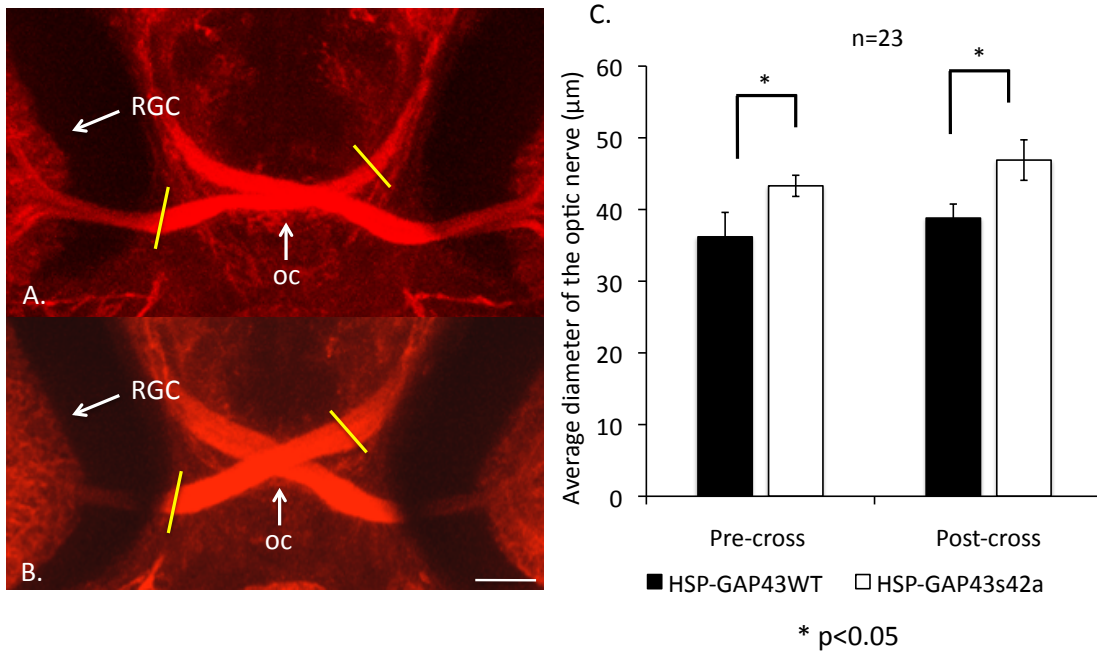 RGC
oc
A.
RGC
oc
B.
C.
n=23
*
*
Average diameter of the optic nerve (µm)
60
50
40
30
20
10
0
Pre-cross
Post-cross
HSP-GAP43WT
HSP-GAP43s42a
* p<0.05